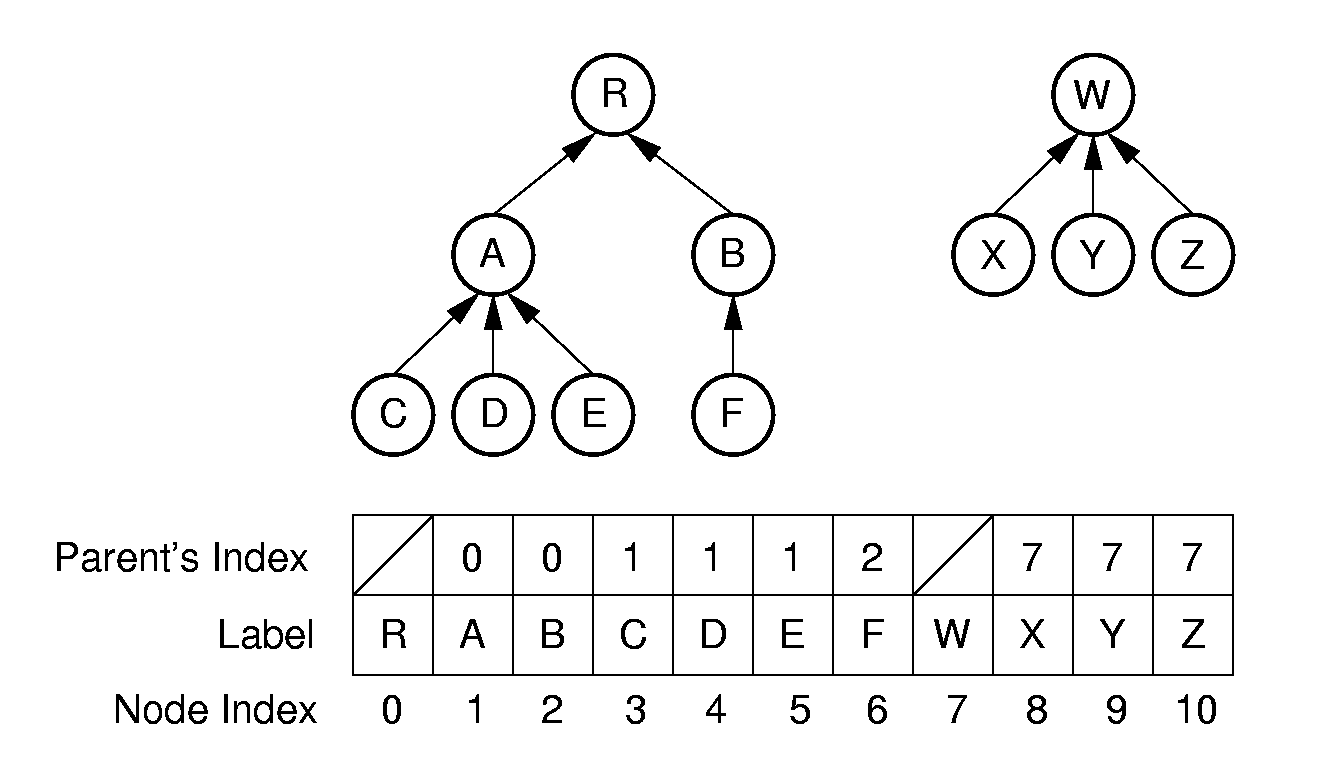 R W
A B X Y Z
C D E F
Parent's Index 0 0 1 1 1 2 7 7 7
Label R A B C D E F W X Y Z
Node Index 0 1 2 3 4 5 6 7 8 9 10